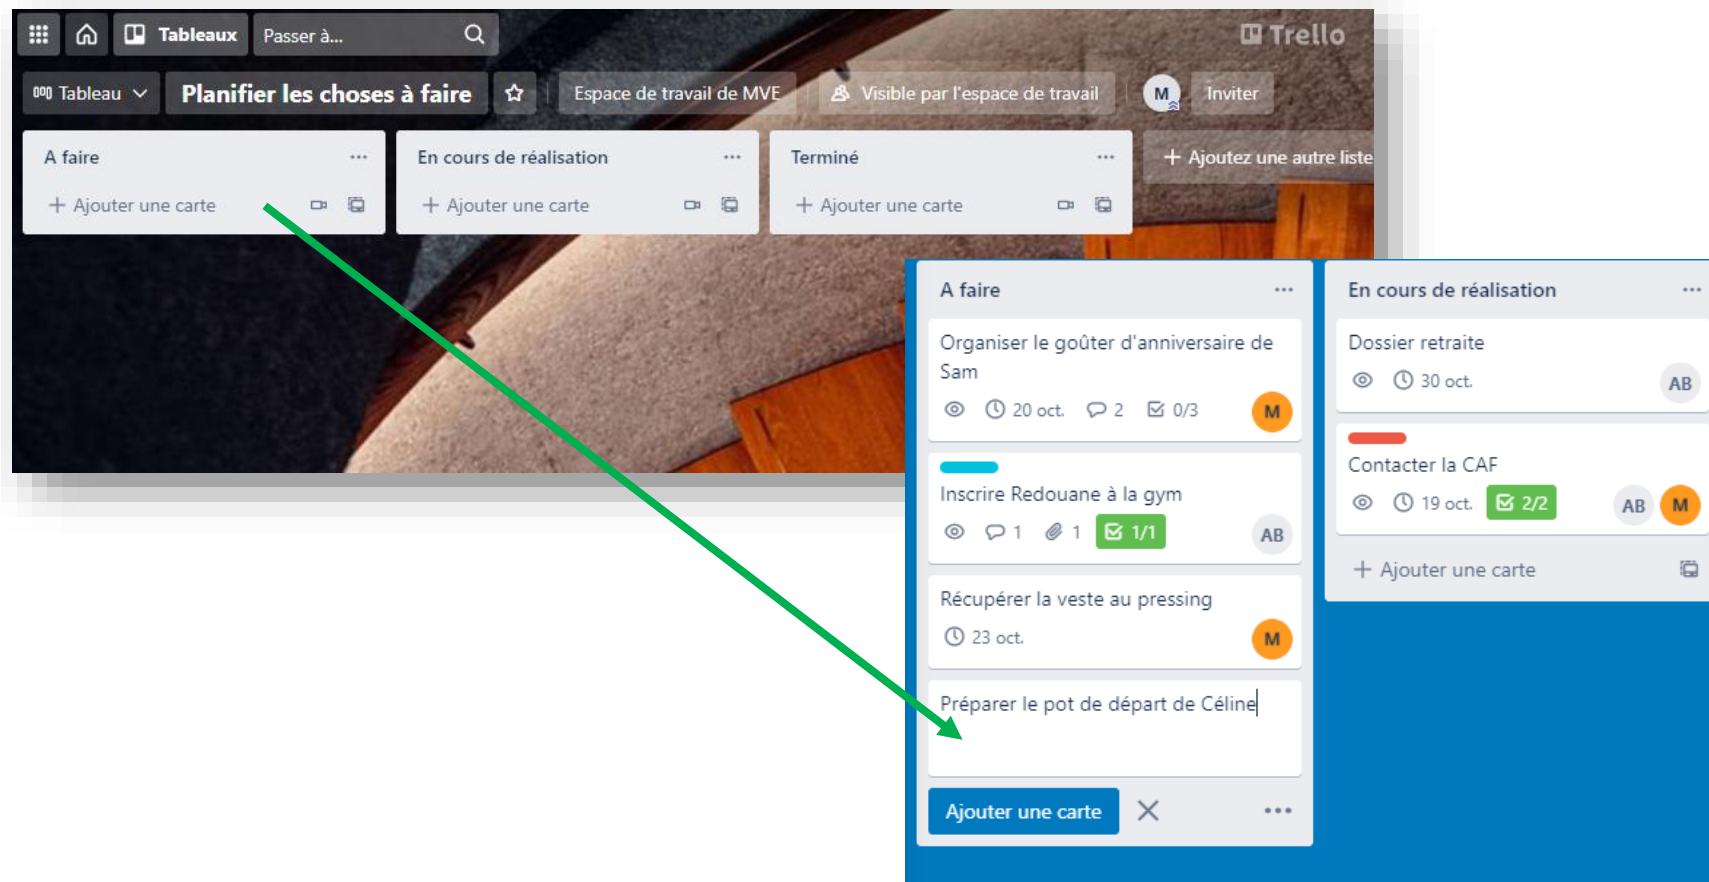 Tableaux
Passer à...
Trello
Tableau
Planifier les choses à faire
Espace de travail de MVE
Visible par l'espace de travail
M
Inviter
A faire
+ Ajouter une carte
En cours de réalisation
+ Ajouter une carte
Terminé
+ Ajouter une carte
+ Ajoutez une autre liste
A faire
Organiser le goûter d'anniversaire de
Sam
20 oct. 2 0/3 M
Inscrire Redouane à la gym
1 1 1/1 AB
Récupérer la veste au pressing
23 oct. M
Préparer le pot de départ de Céline
Ajouter une carte
En cours de réalisation
Dossier retraite
30 oct. AB
Contacter la CAF
19 oct. 2/2 AB M
+ Ajouter une carte